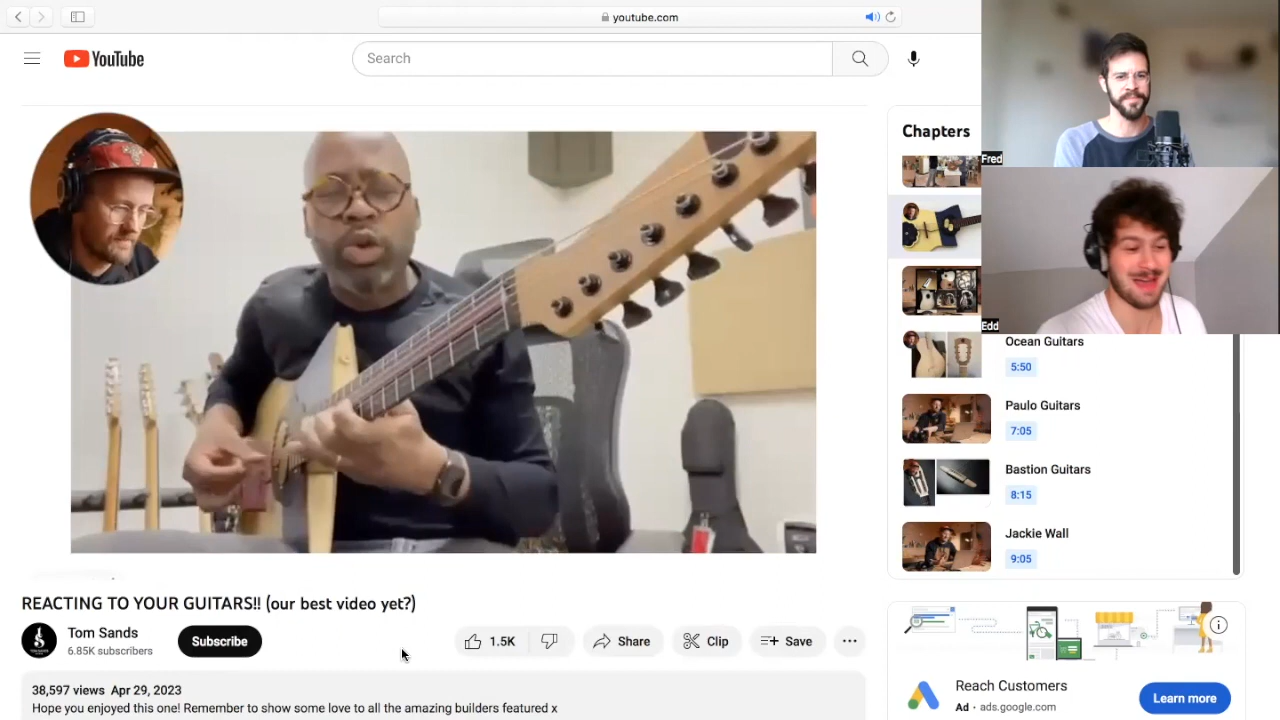 youtube.com
YouTube
Search
Chapters
Fred
Edd
Ocean Guitars
5:50
Paulo Guitars
7:05
Bastion Guitars
8:15
Jackie Wall
9:05
REACTING TO YOUR GUITARS!! (our best video yet?)
Tom Sands
6.85K subscribers
Subscribe
1.5K
Share
Clip
Save
38,597 views Apr 29, 2023
Hope you enjoyed this one! Remember to show some love to all the amazing builders featured x
Reach Customers
Ad · ads.google.com
Learn more